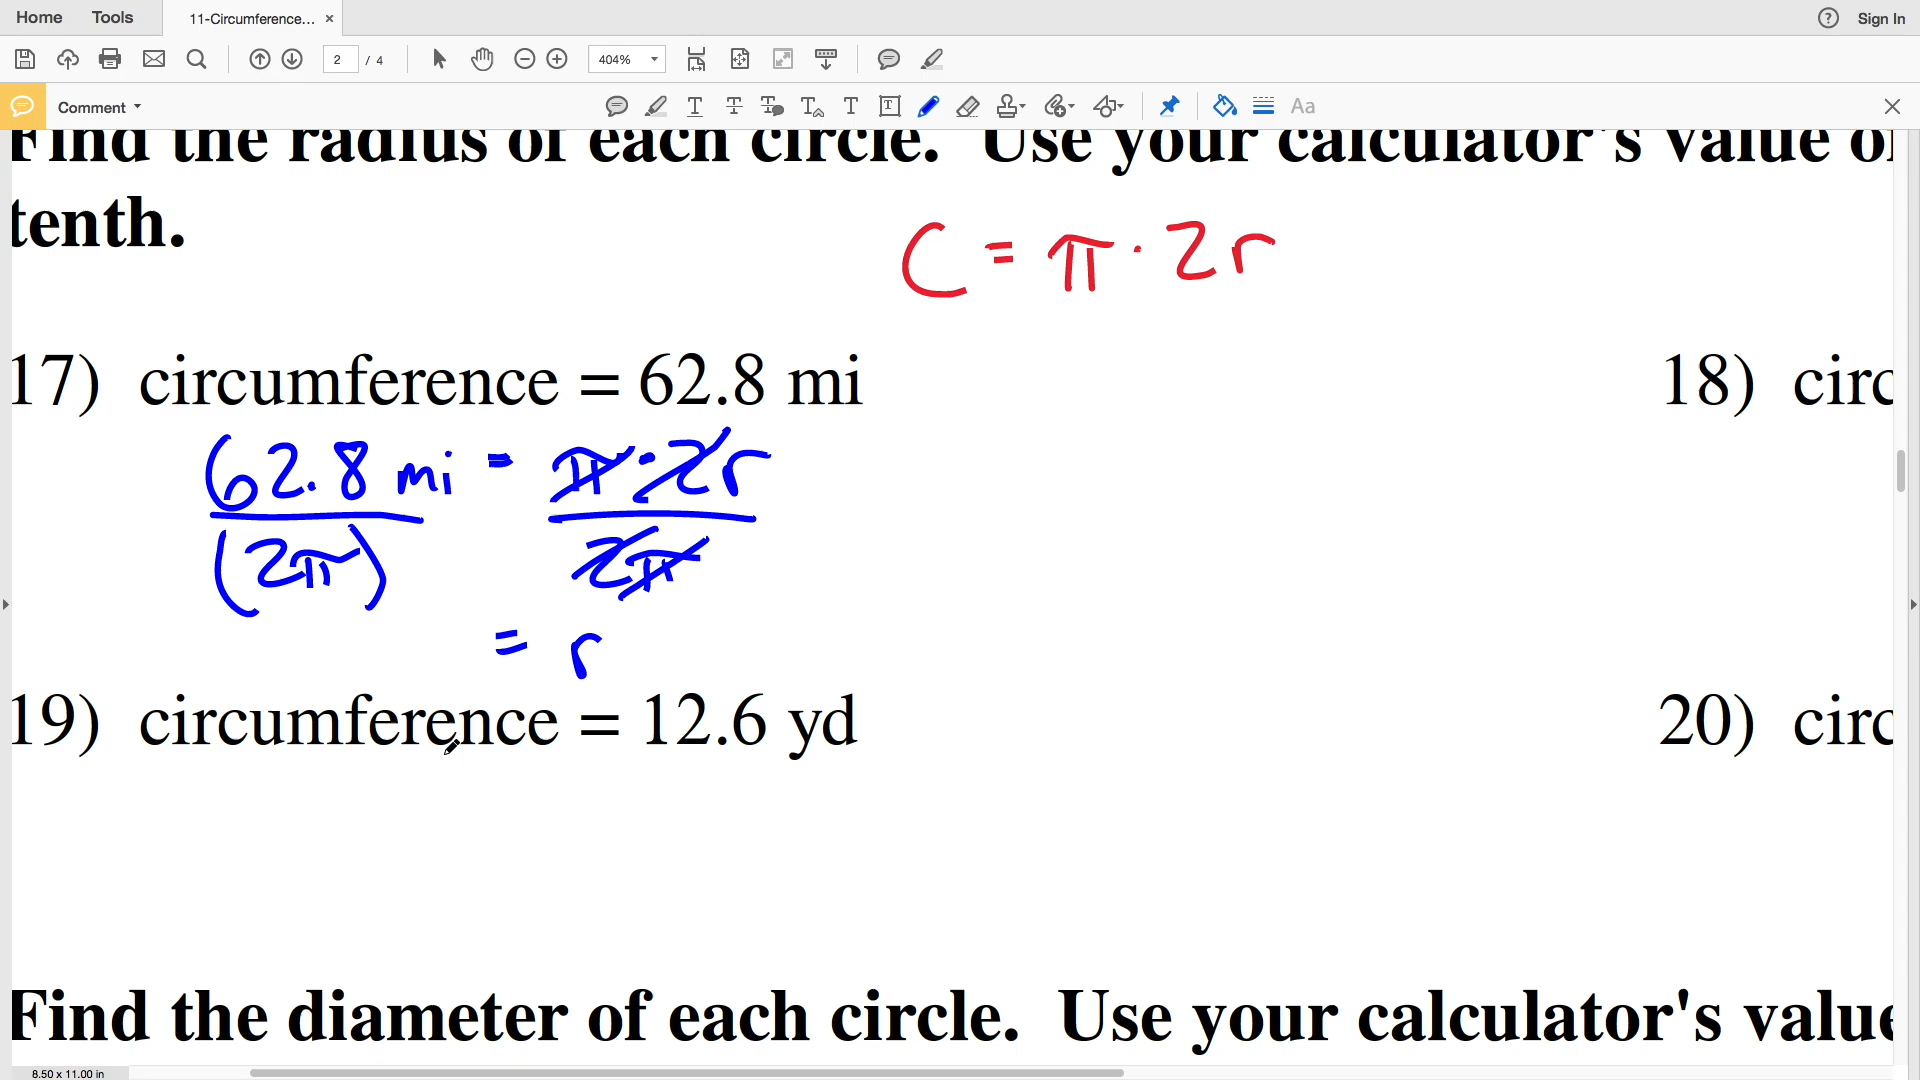 Home Tools 11-Circumference... × ? Sign In
2 / 4 404%
Comment T T T T T T Aa
Find the radius of each circle. Use your calculator's value
tenth.
C = π · 2r
17) circumference = 62.8 mi 18) circ
62.8 mi = π · 2r
(2π) 2π
= r
19) circumference = 12.6 yd 20) circ
Find the diameter of each circle. Use your calculator's value
8.50 x 11.00 in